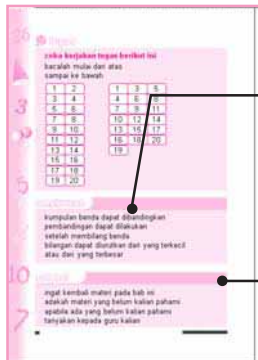 tugas
coba kerjakan tugas berikut ini
bacalah mulai dari atas
sampai ke bawah
1 2 1 3 5
3 4 4 6 8
5 6 7 9 11
7 8 10 12 14
9 10 13 15 17
11 12 16 18 20
13 14 19
15 16
17 18
19 20
kumpulan benda dapat dibandingkan
pembandingan dapat dilakukan
setelah membilang benda
bilangan dapat diurutkan dari yang terkecil
atau dari yang terbesar
ingat kembali materi pada bab ini
adakah materi yang belum kalian pahami
apabila ada yang belum kalian pahami
tanyakan kepada guru kalian